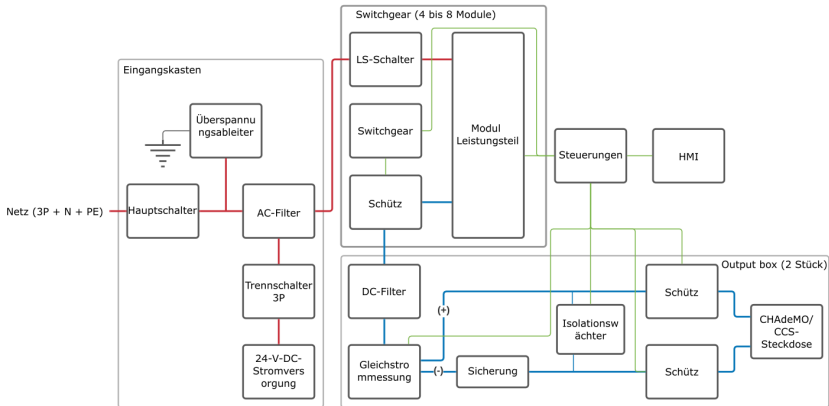 Switchgear (4 bis 8 Module)
LS-Schalter
Eingangskasten
Überspannu
ngsableiter
Switchgear
Modul
Leistungsteil
Steuerungen
HMI
Netz (3P + N + PE)
Hauptschalter
AC-Filter
Schütz
Output box (2 Stück)
Trennschalter
3P
DC-Filter
Schütz
(+)
Isolationsw
ächter
CHAdeMO/
CCS-
Steckdose
24-V-DC-
Stromvers
orgung
Gleichstro
mmessung
(-)
Sicherung
Schütz